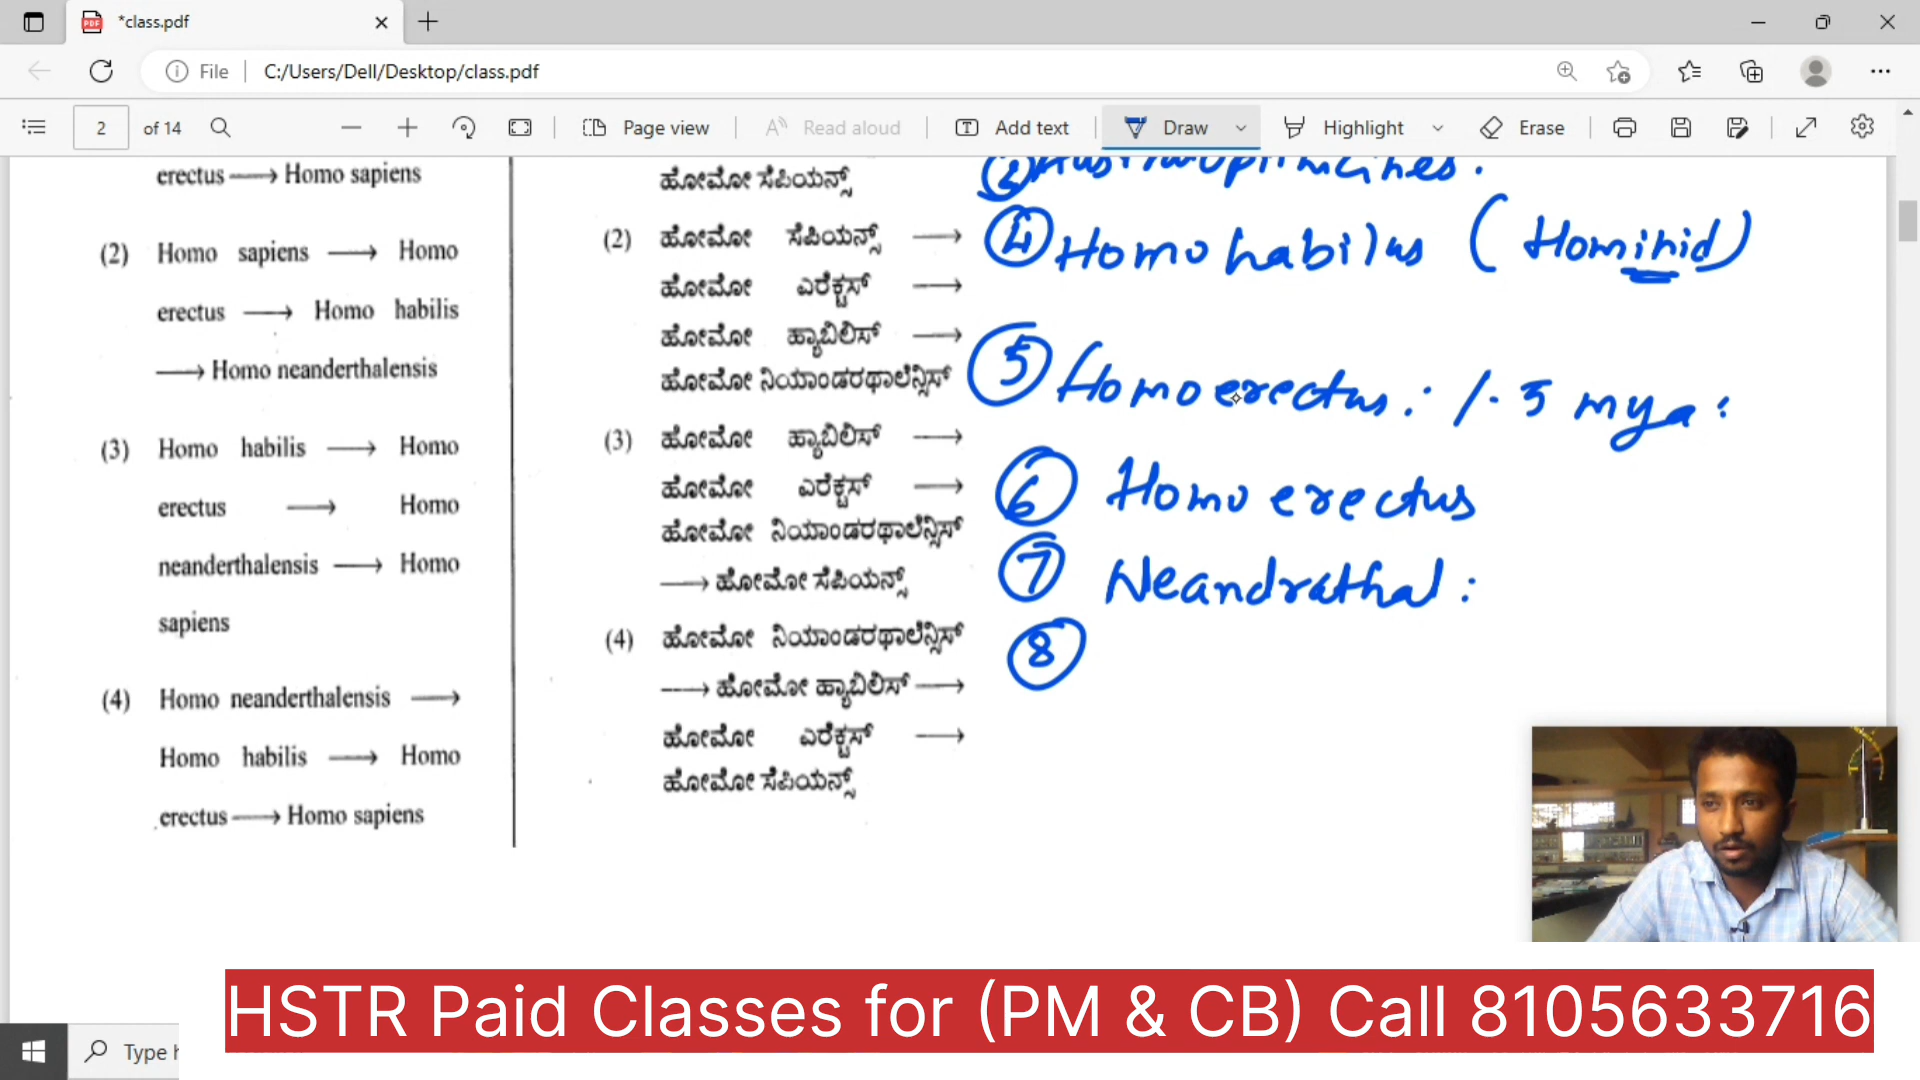 *class.pdf
File
C:/Users/Dell/Desktop/class.pdf
2 of 14
Page view
Read aloud
Add text
Draw
Highlight
Erase
erectus → Homo sapiens
(2) Homo sapiens → Homo
erectus → Homo habilis
→ Homo neanderthalensis
(3) Homo habilis → Homo
erectus → Homo
neanderthalensis → Homo
sapiens
(4) Homo neanderthalensis →
Homo habilis → Homo
erectus → Homo sapiens
ಹೋಮೋ ಸೆಪಿಯನ್ಸ್
(2) ಹೋಮೋ ಸೆಪಿಯನ್ಸ್ →
ಹೋಮೋ ಎರೆಕ್ಟಸ್ →
ಹೋಮೋ ಹ್ಯಾಬಿಲಿಸ್ →
ಹೋಮೋ ನಿಯಾಂಡರಥಾಲೆನ್ಸಿಸ್
(3) ಹೋಮೋ ಹ್ಯಾಬಿಲಿಸ್ →
ಹೋಮೋ ಎರೆಕ್ಟಸ್ →
ಹೋಮೋ ನಿಯಾಂಡರಥಾಲೆನ್ಸಿಸ್
→ ಹೋಮೋ ಸೆಪಿಯನ್ಸ್
(4) ಹೋಮೋ ನಿಯಾಂಡರಥಾಲೆನ್ಸಿಸ್
→ ಹೋಮೋ ಹ್ಯಾಬಿಲಿಸ್ →
ಹೋಮೋ ಎರೆಕ್ಟಸ್ →
ಹೋಮೋ ಸೆಪಿಯನ್ಸ್
4 Homo habilus (Hominid)
5 Homo erectus : 1.5 mya :
6 Homo erectus
7 Neandrathal :
8
HSTR Paid Classes for (PM & CB) Call 8105633716
Type